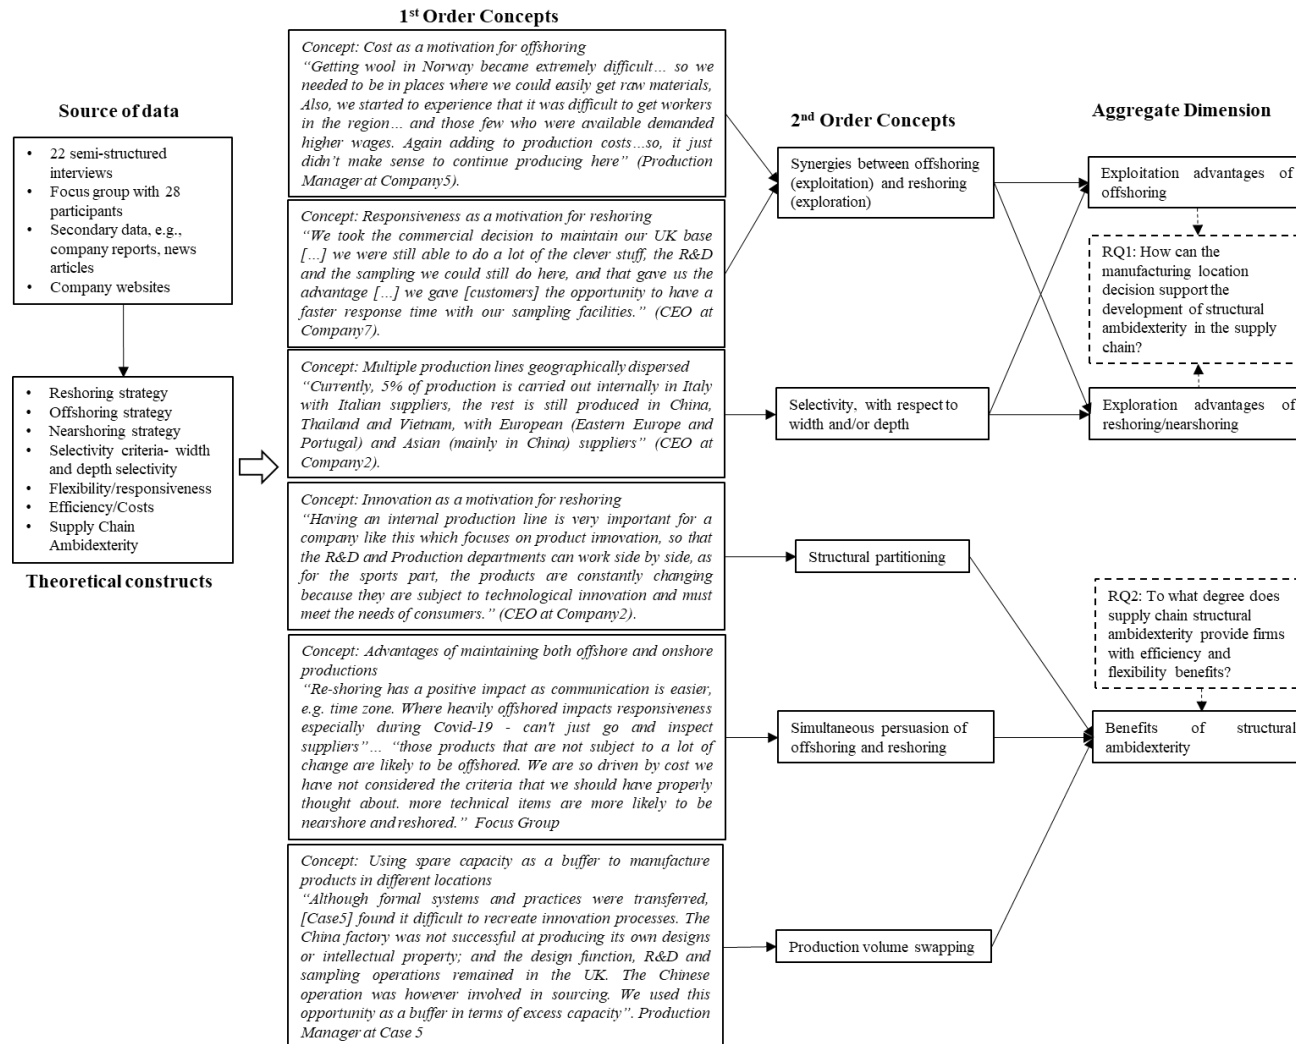 1st Order Concepts
Source of data
• 22 semi-structured
interviews
• Focus group with 28
participants
• Secondary data, e.g.,
company reports, news
articles
• Company websites
• Reshoring strategy
• Offshoring strategy
• Nearshoring strategy
• Selectivity criteria- width
and depth selectivity
• Flexibility/responsiveness
• Efficiency/Costs
• Supply Chain
Ambidexterity
Theoretical constructs
Concept: Cost as a motivation for offshoring
“Getting wool in Norway became extremely difficult… so we
needed to be in places where we could easily get raw materials,
Also, we started to experience that it was difficult to get workers
in the region… and those few who were available demanded
higher wages. Again adding to production costs…so, it just
didn’t make sense to continue producing here” (Production
Manager at Company5).
Concept: Responsiveness as a motivation for reshoring
“We took the commercial decision to maintain our UK base
[…] we were still able to do a lot of the clever stuff, the R&D
and the sampling we could still do here, and that gave us the
advantage […] we gave [customers] the opportunity to have a
faster response time with our sampling facilities.” (CEO at
Company7).
Concept: Multiple production lines geographically dispersed
“Currently, 5% of production is carried out internally in Italy
with Italian suppliers, the rest is still produced in China,
Thailand and Vietnam, with European (Eastern Europe and
Portugal) and Asian (mainly in China) suppliers” (CEO at
Company2).
Concept: Innovation as a motivation for reshoring
“Having an internal production line is very important for a
company like this which focuses on product innovation, so that
the R&D and Production departments can work side by side, as
for the sports part, the products are constantly changing
because they are subject to technological innovation and must
meet the needs of consumers.” (CEO at Company2).
Concept: Advantages of maintaining both offshore and onshore
productions
“Re-shoring has a positive impact as communication is easier,
e.g. time zone. Where heavily offshored impacts responsiveness
especially during Covid-19 - can't just go and inspect
suppliers”… “those products that are not subject to a lot of
change are likely to be offshored. We are so driven by cost we
have not considered the criteria that we should have properly
thought about. more technical items are more likely to be
nearshore and reshored.” Focus Group
Concept: Using spare capacity as a buffer to manufacture
products in different locations
“Although formal systems and practices were transferred,
[Case5] found it difficult to recreate innovation processes. The
China factory was not successful at producing its own designs
or intellectual property; and the design function, R&D and
sampling operations remained in the UK. The Chinese
operation was however involved in sourcing. We used this
opportunity as a buffer in terms of excess capacity”. Production
Manager at Case 5
2nd Order Concepts
Synergies between offshoring
(exploitation) and reshoring
(exploration)
Selectivity, with respect to
width and/or depth
Structural partitioning
Simultaneous persuasion of
offshoring and reshoring
Production volume swapping
Aggregate Dimension
Exploitation advantages of
offshoring
RQ1: How can the
manufacturing location
decision support the
development of structural
ambidexterity in the supply
chain?
Exploration advantages of
reshoring/nearshoring
RQ2: To what degree does
supply chain structural
ambidexterity provide firms
with efficiency and
flexibility benefits?
Benefits of structural
ambidexterity